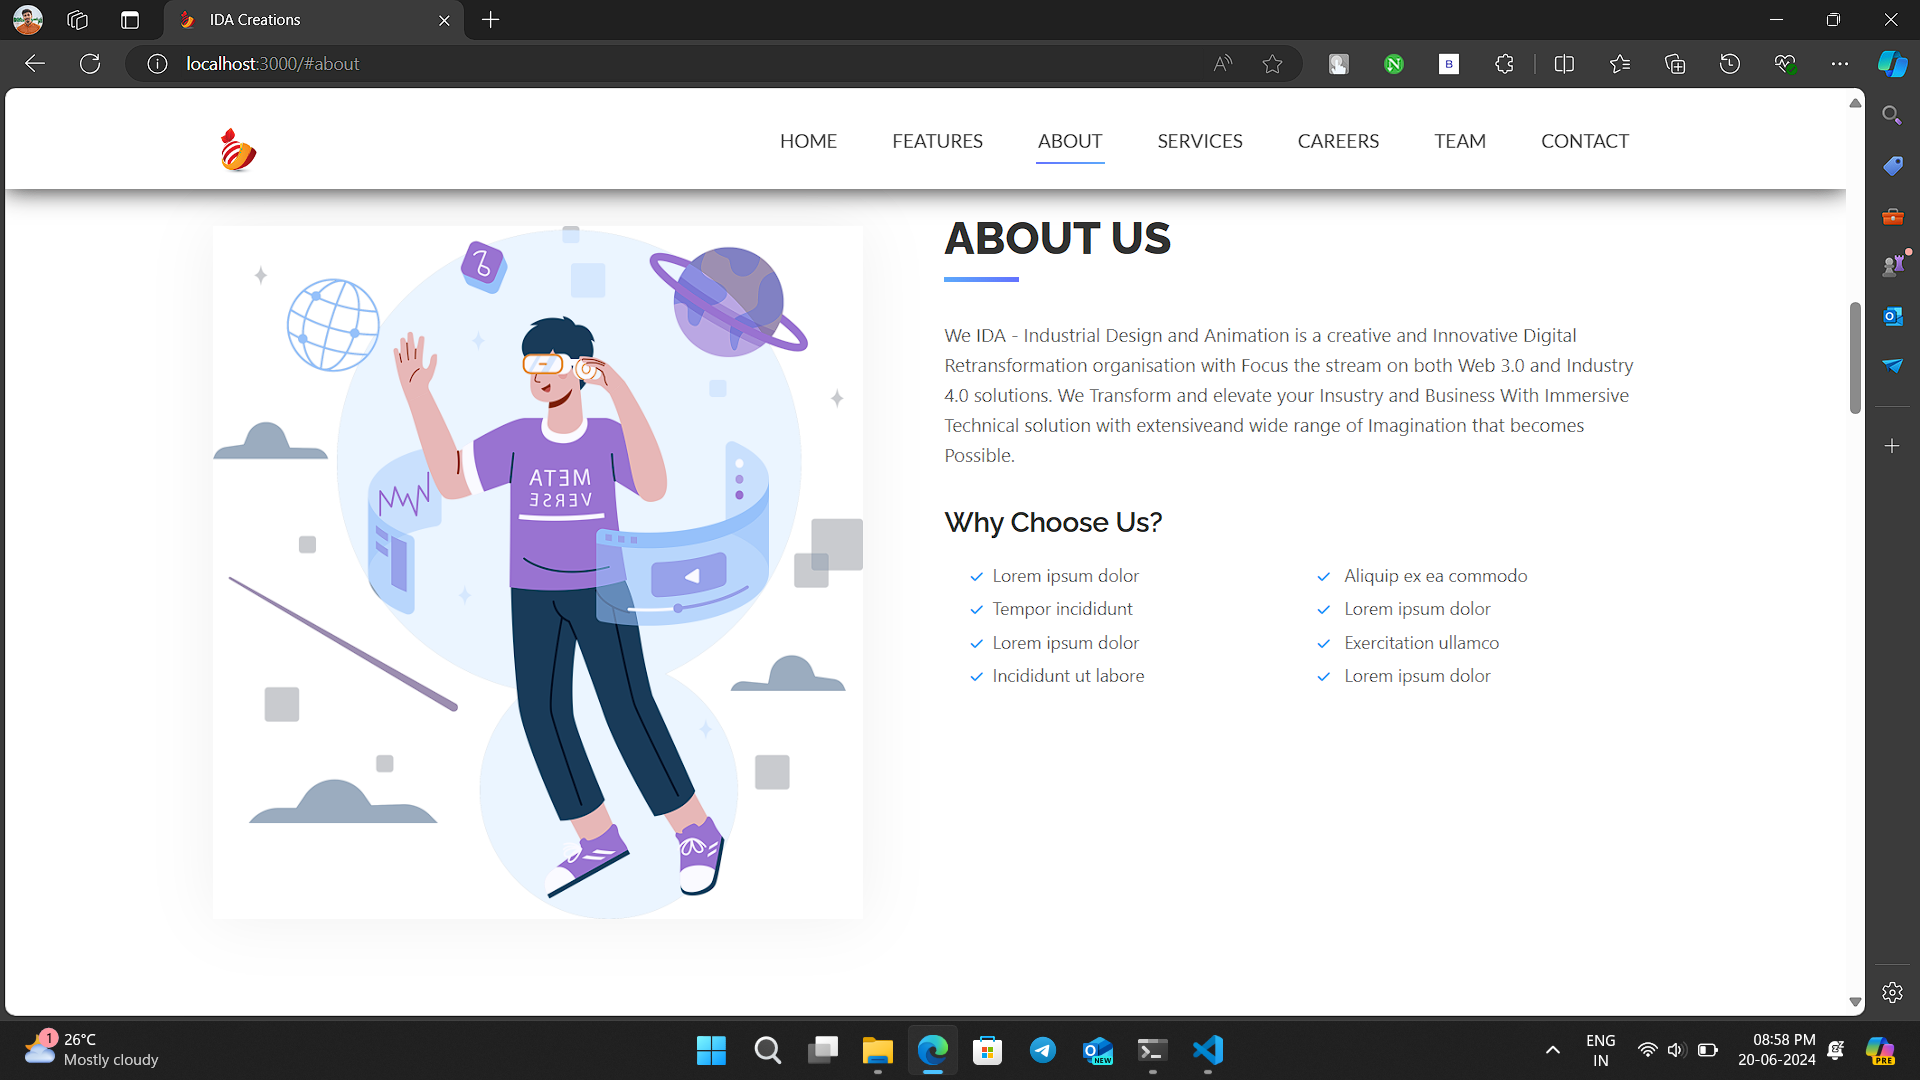 IDA Creations
localhost:3000/#about
B
HOME FEATURES ABOUT SERVICES CAREERS TEAM CONTACT
META
VERSE
ABOUT US
We IDA - Industrial Design and Animation is a creative and Innovative Digital
Retransformation organisation with Focus the stream on both Web 3.0 and Industry
4.0 solutions. We Transform and elevate your Insustry and Business With Immersive
Technical solution with extensiveand wide range of Imagination that becomes
Possible.
Why Choose Us?
Lorem ipsum dolor
Tempor incididunt
Lorem ipsum dolor
Incididunt ut labore
Aliquip ex ea commodo
Lorem ipsum dolor
Exercitation ullamco
Lorem ipsum dolor
1
26°C
Mostly cloudy
NEW
ENG
IN
08:58 PM
20-06-2024
PRE